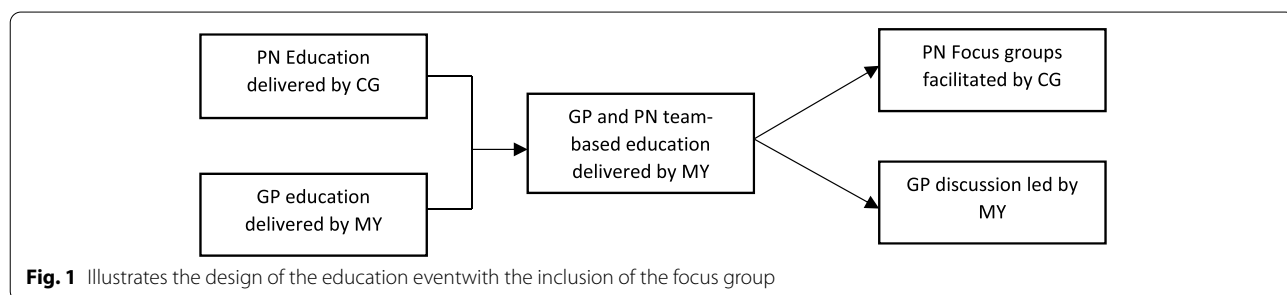 PN Education
delivered by CG
GP education
delivered by MY
GP and PN team-
based education
delivered by MY
PN Focus groups
facilitated by CG
GP discussion led by
MY
Fig. 1 Illustrates the design of the education eventwith the inclusion of the focus group